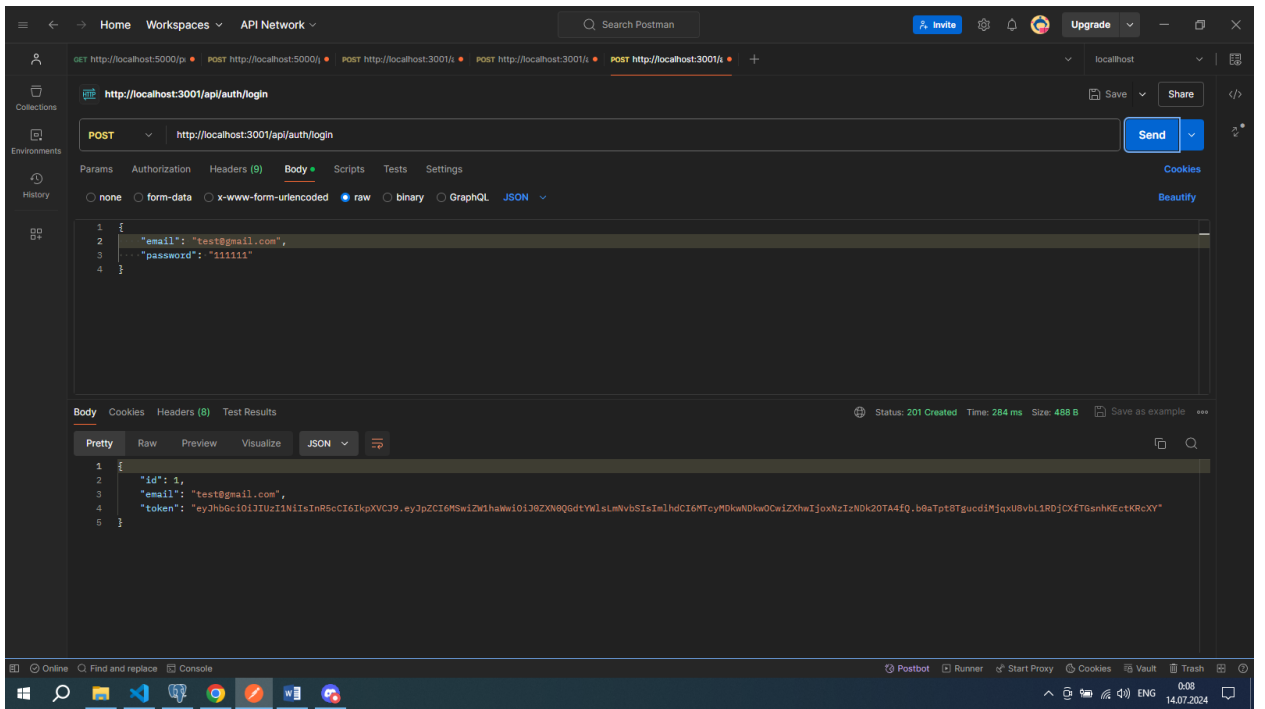 Home Workspaces API Network Search Postman Invite Upgrade
GET http://localhost:5000/p POST http://localhost:5000/ POST http://localhost:3001/ POST http://localhost:3001/ POST http://localhost:3001/ localhost
HTTP http://localhost:3001/api/auth/login Save Share
Collections
POST http://localhost:3001/api/auth/login Send
Environments
Params Authorization Headers (9) Body Scripts Tests Settings Cookies
History
none form-data x-www-form-urlencoded raw binary GraphQL JSON Beautify
1 {
2 "email": "test@gmail.com",
3 "password": "111111"
4 }
Body Cookies Headers (8) Test Results Status: 201 Created Time: 284 ms Size: 488 B Save as example
Pretty Raw Preview Visualize JSON
1 {
2 "id": 1,
3 "email": "test@gmail.com",
4 "token":
5 }
Online Find and replace Console Postbot Runner Start Proxy Cookies Vault Trash
ENG 0:08
14.07.2024